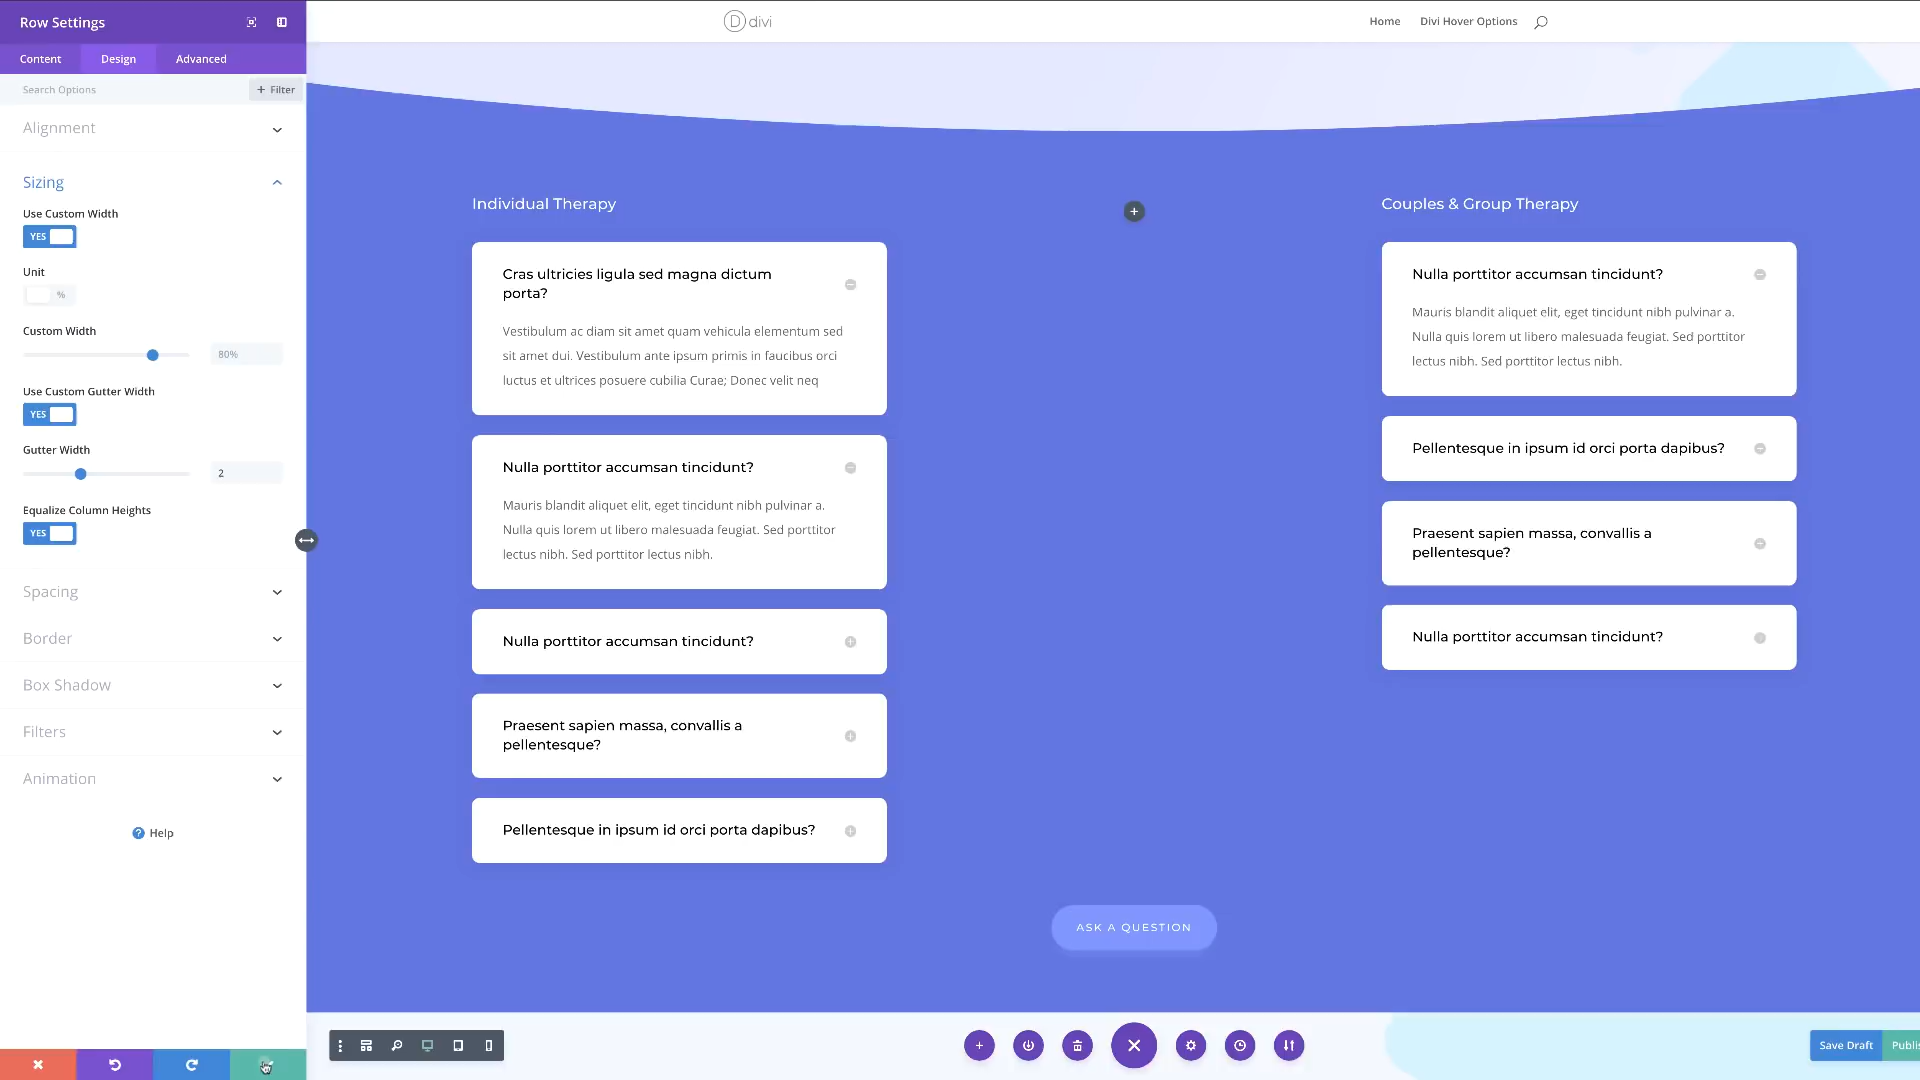 Row Settings
Content
Design
Advanced
Search Options
+ Filter
Alignment
Sizing
Use Custom Width
YES
Unit
%
Custom Width
80%
Use Custom Gutter Width
YES
Gutter Width
2
Equalize Column Heights
YES
Spacing
Border
Box Shadow
Filters
Animation
? Help
D divi
Home
Divi Hover Options
Individual Therapy
Cras ultricies ligula sed magna dictum
porta?
Vestibulum ac diam sit amet quam vehicula elementum sed
sit amet dui. Vestibulum ante ipsum primis in faucibus orci
luctus et ultrices posuere cubilia Curae; Donec velit neq
Nulla porttitor accumsan tincidunt?
Mauris blandit aliquet elit, eget tincidunt nibh pulvinar a.
Nulla quis lorem ut libero malesuada feugiat. Sed porttitor
lectus nibh. Sed porttitor lectus nibh.
Nulla porttitor accumsan tincidunt?
Praesent sapien massa, convallis a
pellentesque?
Pellentesque in ipsum id orci porta dapibus?
Couples & Group Therapy
Nulla porttitor accumsan tincidunt?
Mauris blandit aliquet elit, eget tincidunt nibh pulvinar a.
Nulla quis lorem ut libero malesuada feugiat. Sed porttitor
lectus nibh. Sed porttitor lectus nibh.
Pellentesque in ipsum id orci porta dapibus?
Praesent sapien massa, convallis a
pellentesque?
Nulla porttitor accumsan tincidunt?
ASK A QUESTION
Save Draft
Publis